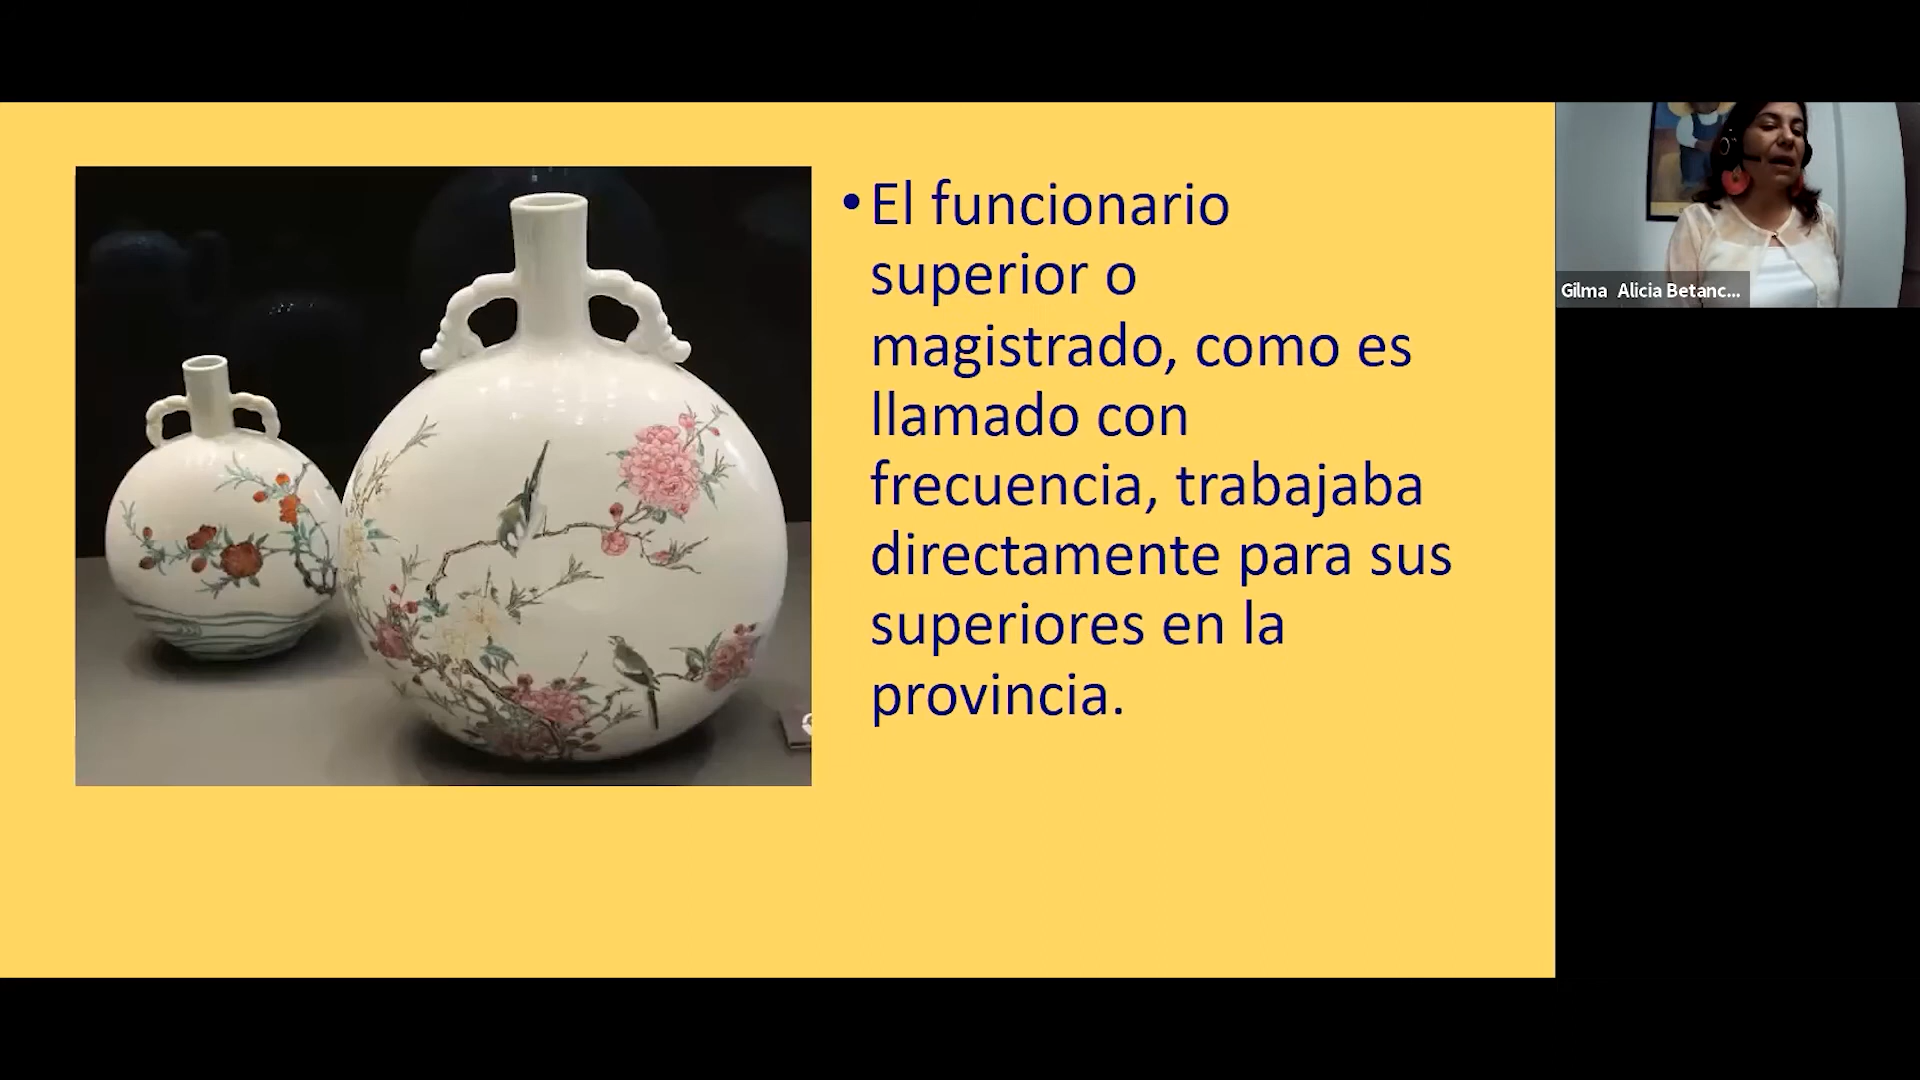 • El funcionario
superior o
magistrado, como es
llamado con
frecuencia, trabajaba
directamente para sus
superiores en la
provincia.
Gilma Alicia Betanc...